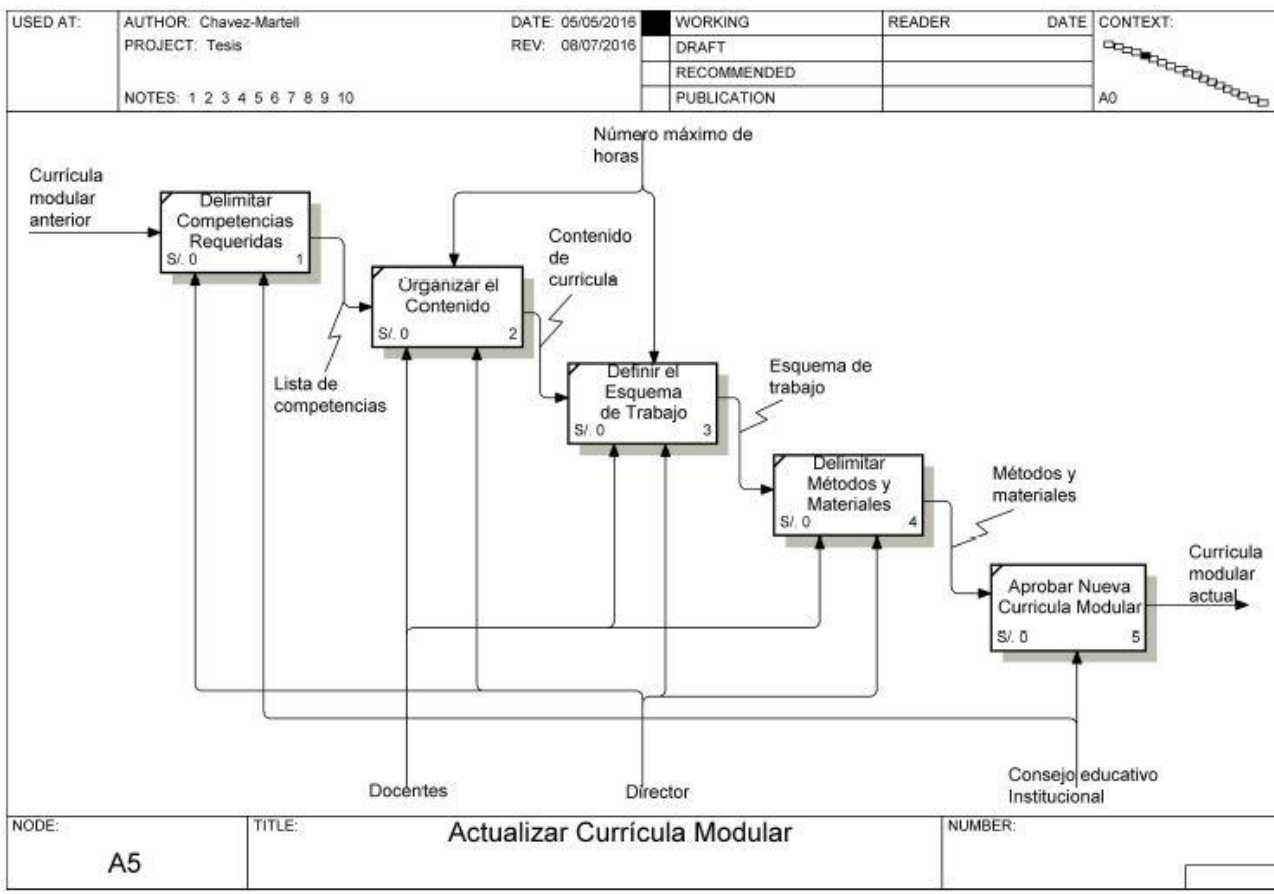 USED AT:
AUTHOR: Chavez-Martell
DATE: 05/05/2016
WORKING
READER
DATE
CONTEXT:
PROJECT: Tesis
REV: 08/07/2016
DRAFT
RECOMMENDED
NOTES: 1 2 3 4 5 6 7 8 9 10
PUBLICATION
A0
Número máximo de
horas
Currícula
modular
anterior
Delimitar
Competencias
Requeridas
S/. 0
1
Contenido
de
curricula
Organizar el
Contenido
S/. 0
2
Lista de
competencias
Definir el
Esquema
de Trabajo
S/. 0
3
Esquema de
trabajo
Delimitar
Métodos y
Materiales
S/. 0
4
Métodos y
materiales
Aprobar Nueva
Curricula Modular
S/. 0
5
Currícula
modular
actual
Docentes
Director
Consejo educativo
Institucional
NODE:
A5
TITLE:
Actualizar Currícula Modular
NUMBER: